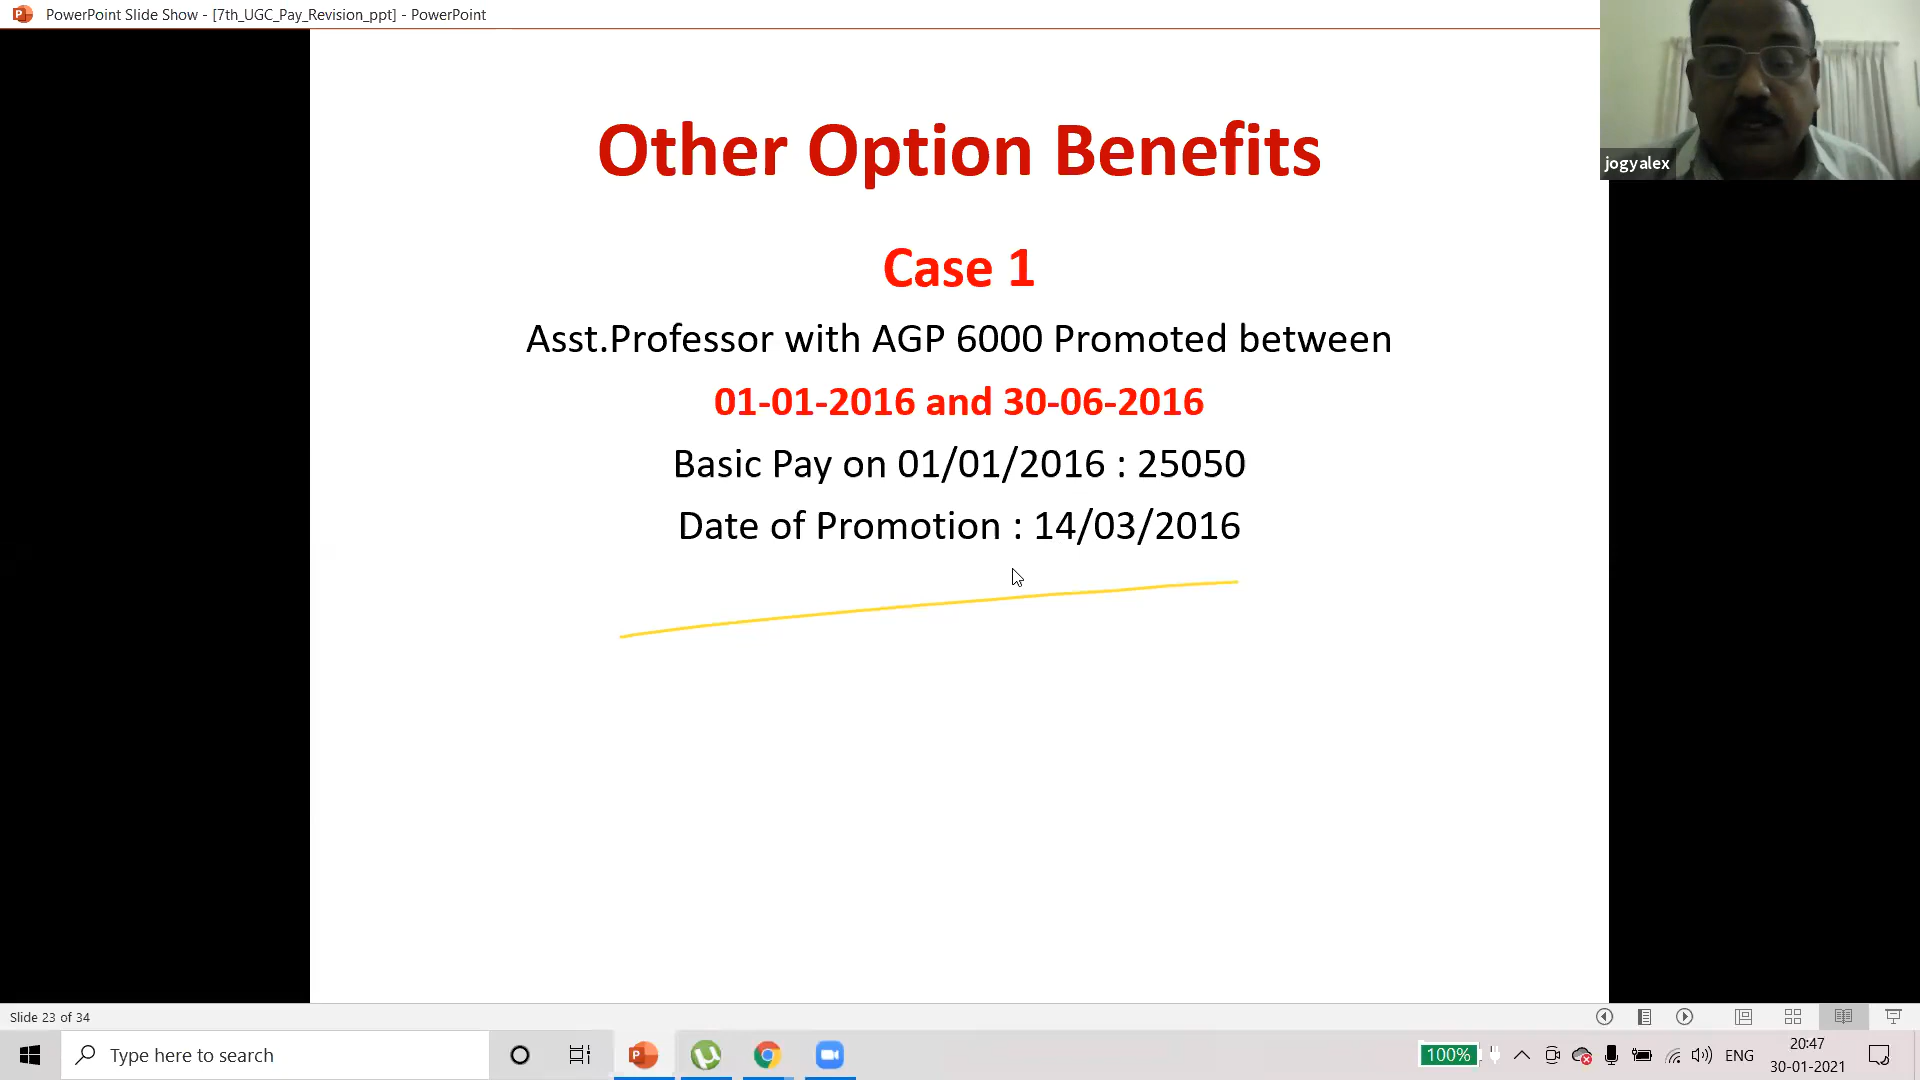 PowerPoint Slide Show - [7th_UGC_Pay_Revision_ppt] - PowerPoint
jogyalex
Other Option Benefits
Case 1
Asst.Professor with AGP 6000 Promoted between
01-01-2016 and 30-06-2016
Basic Pay on 01/01/2016 : 25050
Date of Promotion : 14/03/2016
Slide 23 of 34
Type here to search
100%
ENG
20:47
30-01-2021